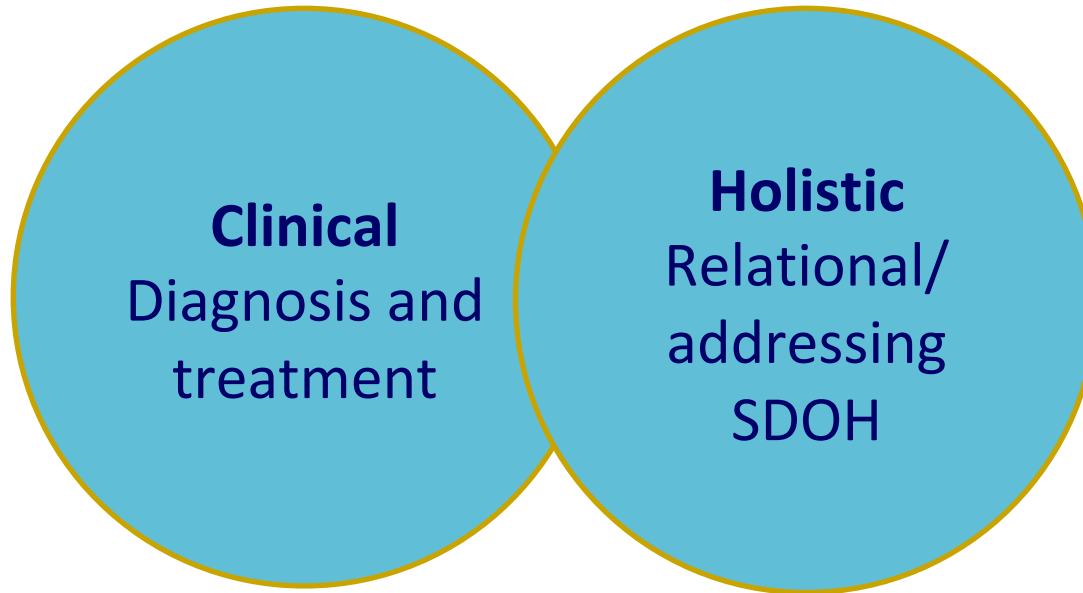 Clinical
Diagnosis and
treatment
Holistic
Relational/
addressing
SDOH